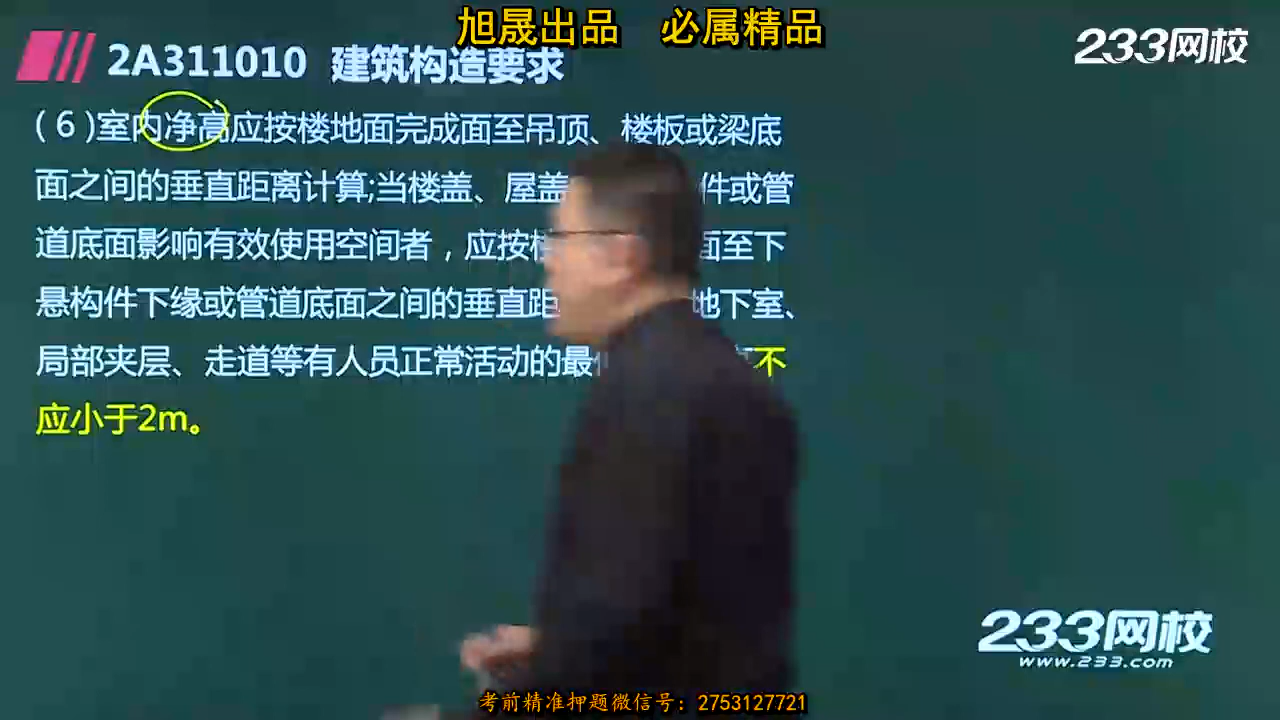 旭晟出品 必属精品
2A311010 建筑构造要求
233网校
(6)室内净高应按楼地面完成面至吊顶、楼板或梁底
面之间的垂直距离计算;当楼盖、屋盖 件或管
道底面影响有效使用空间者，应按楼 面至下
悬构件下缘或管道底面之间的垂直距 地下室、
局部夹层、走道等有人员正常活动的最 不
应小于2m。
233网校
www.233.com
考前精准押题微信号：2753127721